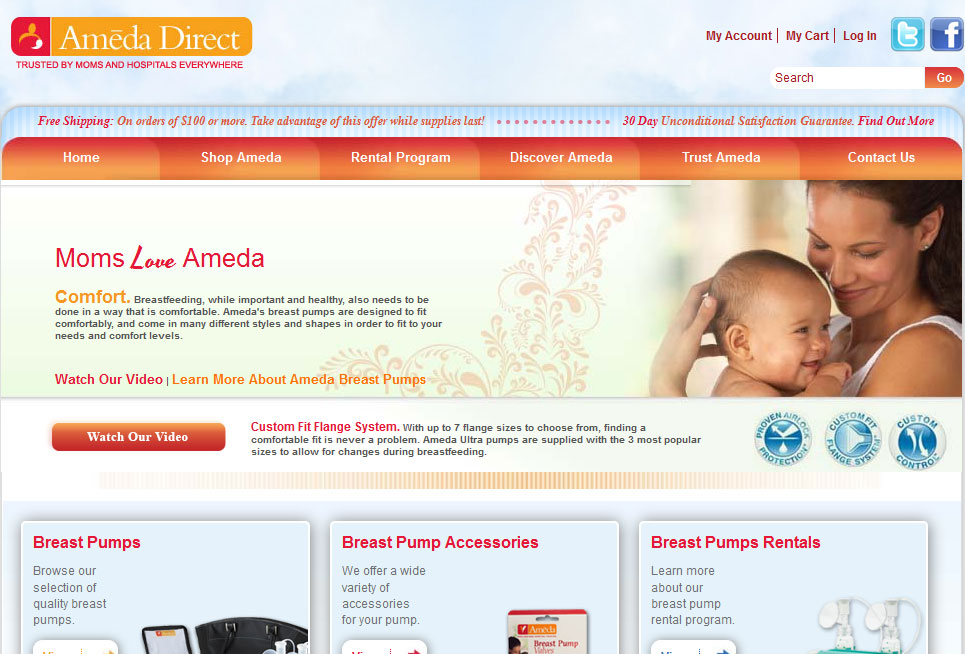 Amēda Direct
TRUSTED BY MOMS AND HOSPITALS EVERYWHERE
My Account | My Cart | Log In
Search
Go
Free Shipping: On orders of $100 or more. Take advantage of this offer while supplies last!
30 Day Unconditional Satisfaction Guarantee. Find Out More
Home
Shop Ameda
Rental Program
Discover Ameda
Trust Ameda
Contact Us
Moms Love Ameda
Comfort. Breastfeeding, while important and healthy, also needs to be
done in a way that is comfortable. Ameda's breast pumps are designed to fit
comfortably, and come in many different styles and shapes in order to fit to your
needs and comfort levels.
Watch Our Video | Learn More About Ameda Breast Pumps
Watch Our Video
Custom Fit Flange System. With up to 7 flange sizes to choose from, finding a
comfortable fit is never a problem. Ameda Ultra pumps are supplied with the 3 most popular
sizes to allow for changes during breastfeeding.
PROVEN AIRLOCK PROTECTION
CUSTOM FIT FLANGE SYSTEM
CUSTOM CONTROL
Breast Pumps
Browse our
selection of
quality breast
pumps.
Breast Pump Accessories
We offer a wide
variety of
accessories
for your pump.
Ameda
Breast Pump
Valves
Breast Pumps Rentals
Learn more
about our
breast pump
rental program.